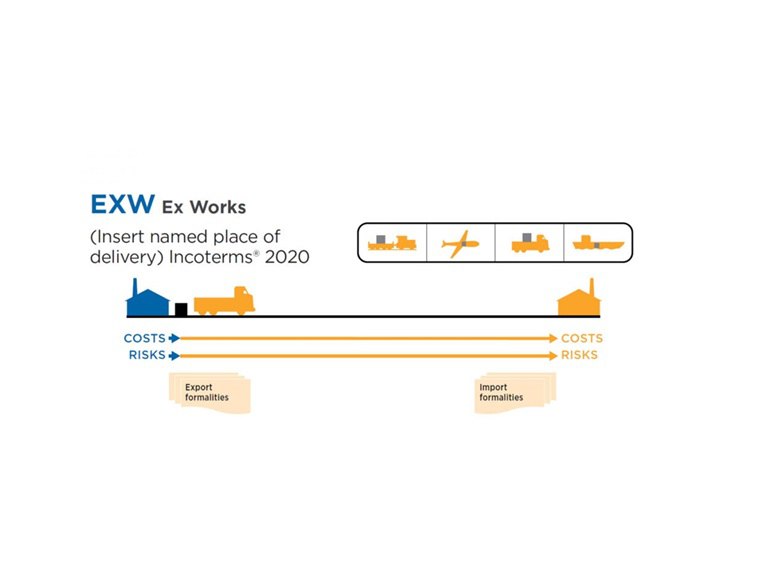 EXW Ex Works
(Insert named place of
delivery) Incoterms® 2020
COSTS COSTS
RISKS RISKS
Export
formalities
Import
formalities